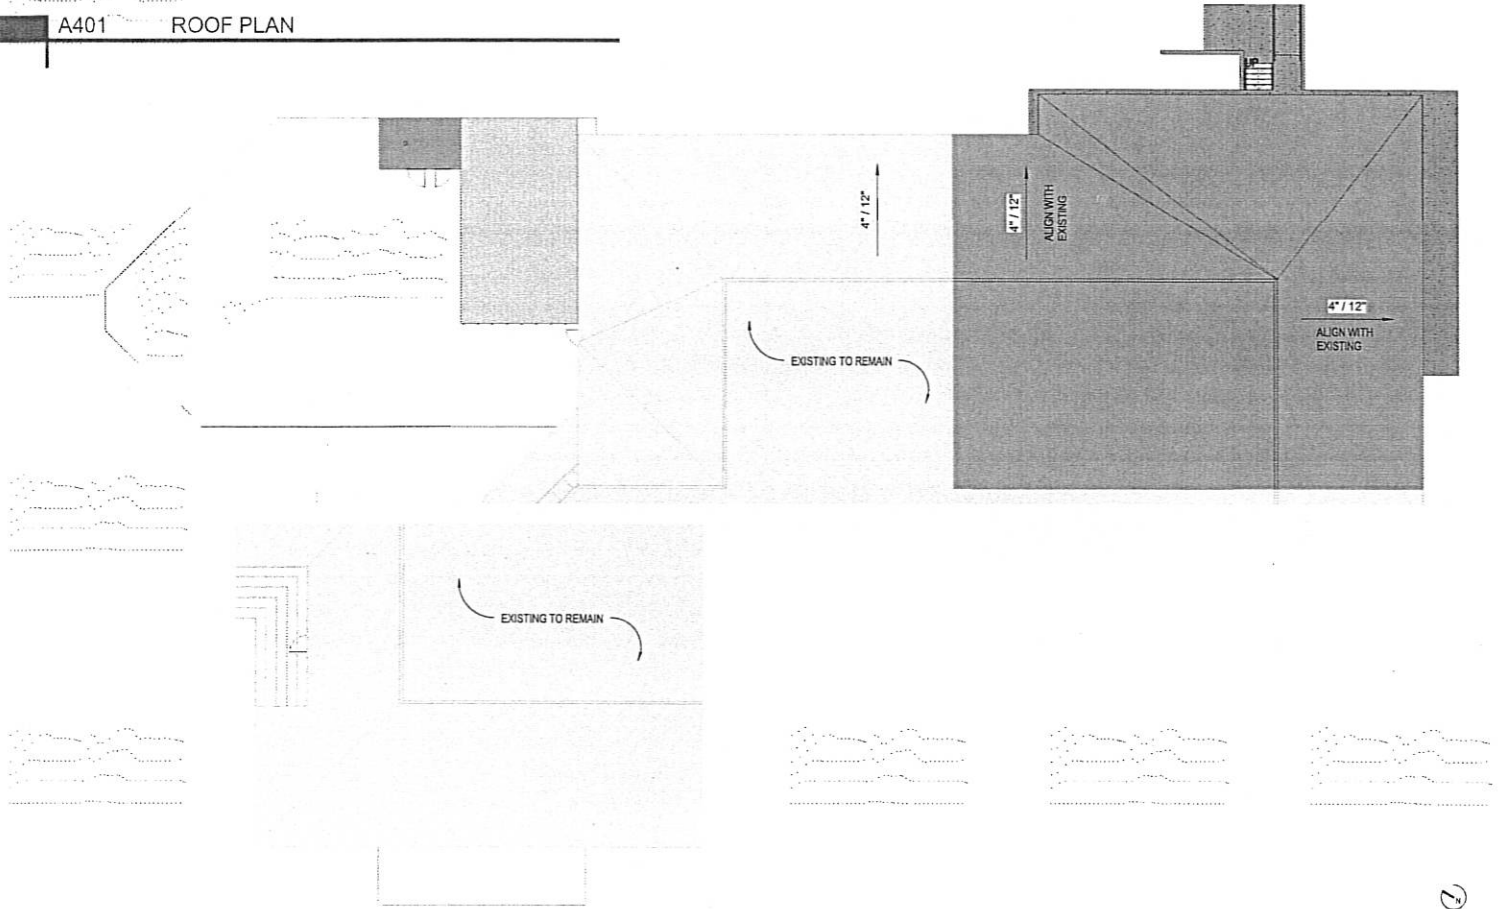 A401 ROOF PLAN
UP
4" / 12"
4" / 12"
ALIGN WITH
EXISTING
4" / 12"
ALIGN WITH
EXISTING
EXISTING TO REMAIN
EXISTING TO REMAIN
N